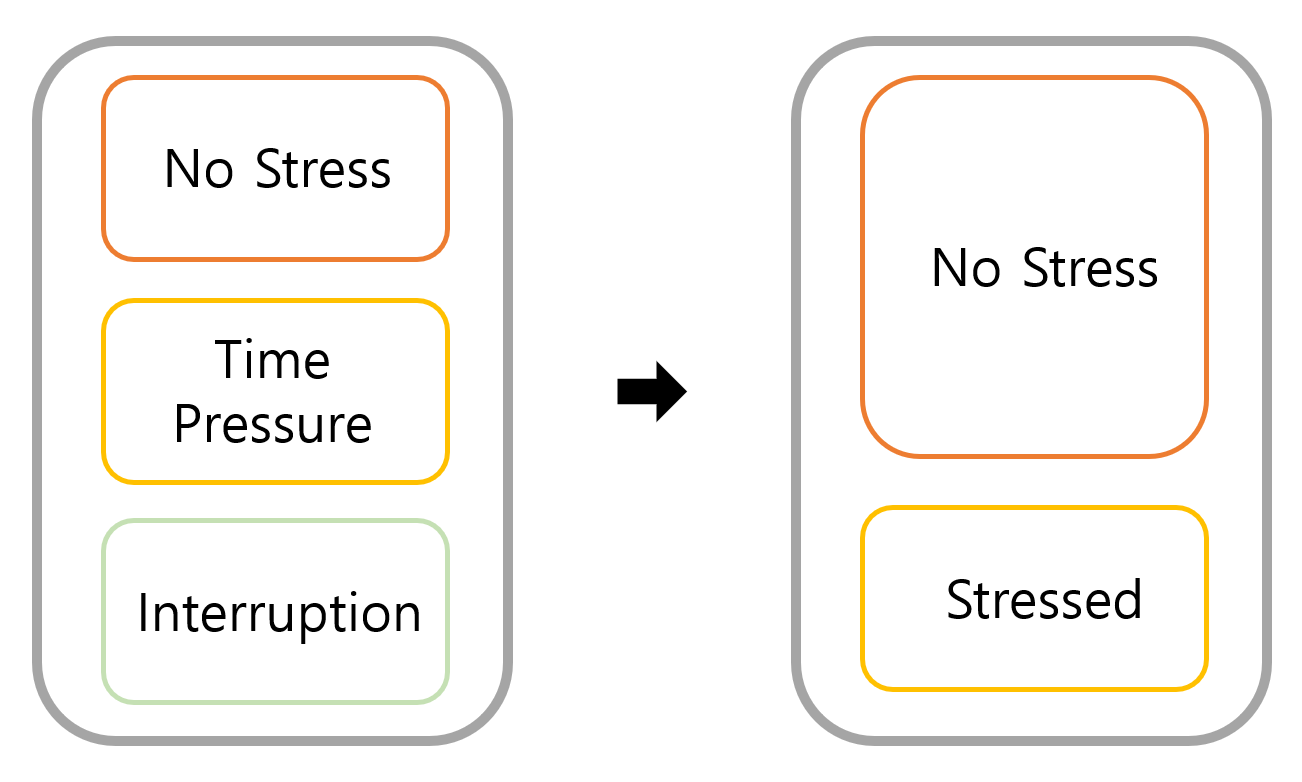 No Stress
Time
Pressure
Interruption
No Stress
Stressed